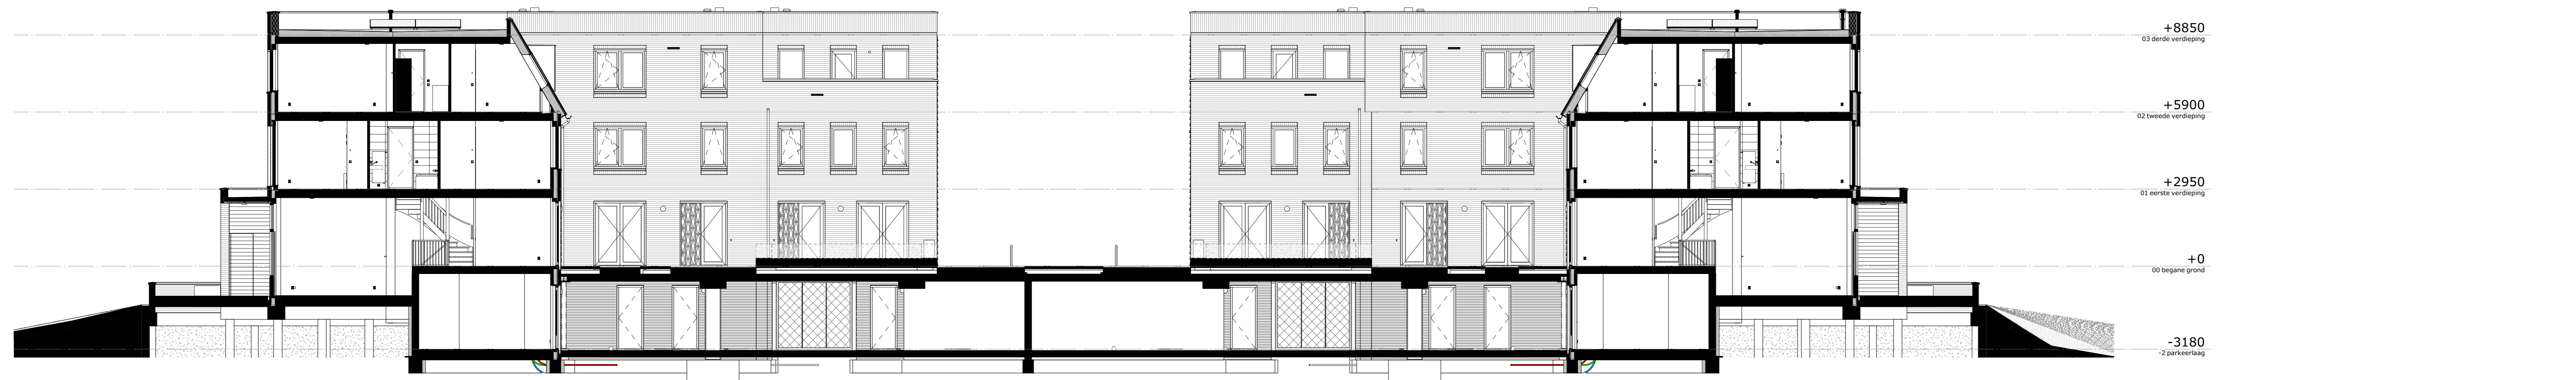 +8850
03 derde verdieping
+5900
02 tweede verdieping
+2950
01 eerste verdieping
+0
00 begane grond
-3180
-2 parkeerlaag